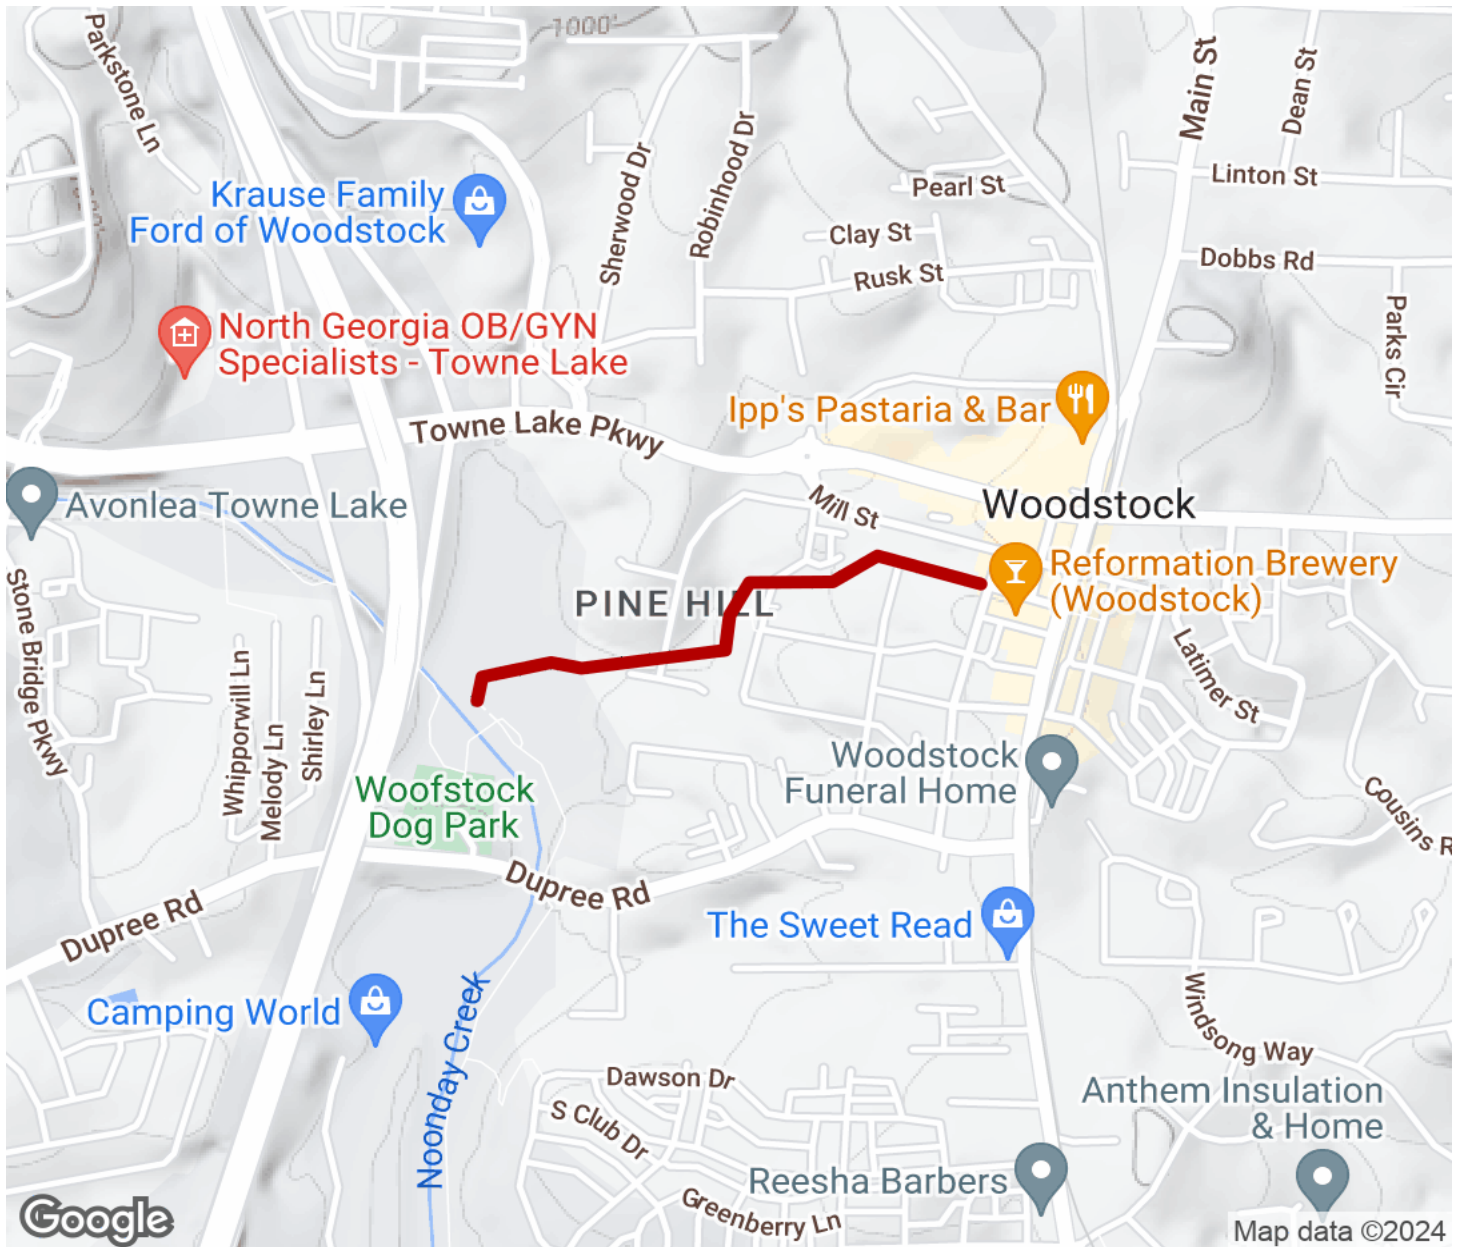 1000'
Parkstone Ln
Main St
Dean St
Sherwood Dr
Robinhood Dr
Pearl St
Linton St
Krause Family
Ford of Woodstock
Clay St
Rusk St
Dobbs Rd
Parks Cir
North Georgia OB/GYN
Specialists - Towne Lake
Ipp's Pastaria & Bar
Towne Lake Pkwy
Avonlea Towne Lake
Mill St
Woodstock
Reformation Brewery
(Woodstock)
PINE HILL
Stone Bridge Pkwy
Whipporwill Ln
Melody Ln
Shirley Ln
Latimer St
Woodstock
Funeral Home
Woofstock
Dog Park
Cousins R
Dupree Rd
Dupree Rd
The Sweet Read
Camping World
Noonday Creek
Windsong Way
Dawson Dr
S Club Dr
Anthem Insulation
& Home
Reesha Barbers
Greenberry Ln
Google
Map data ©2024